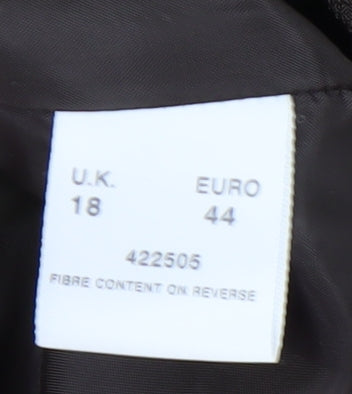 U.K. EURO
18 44
422505
FIBRE CONTENT ON REVERSE